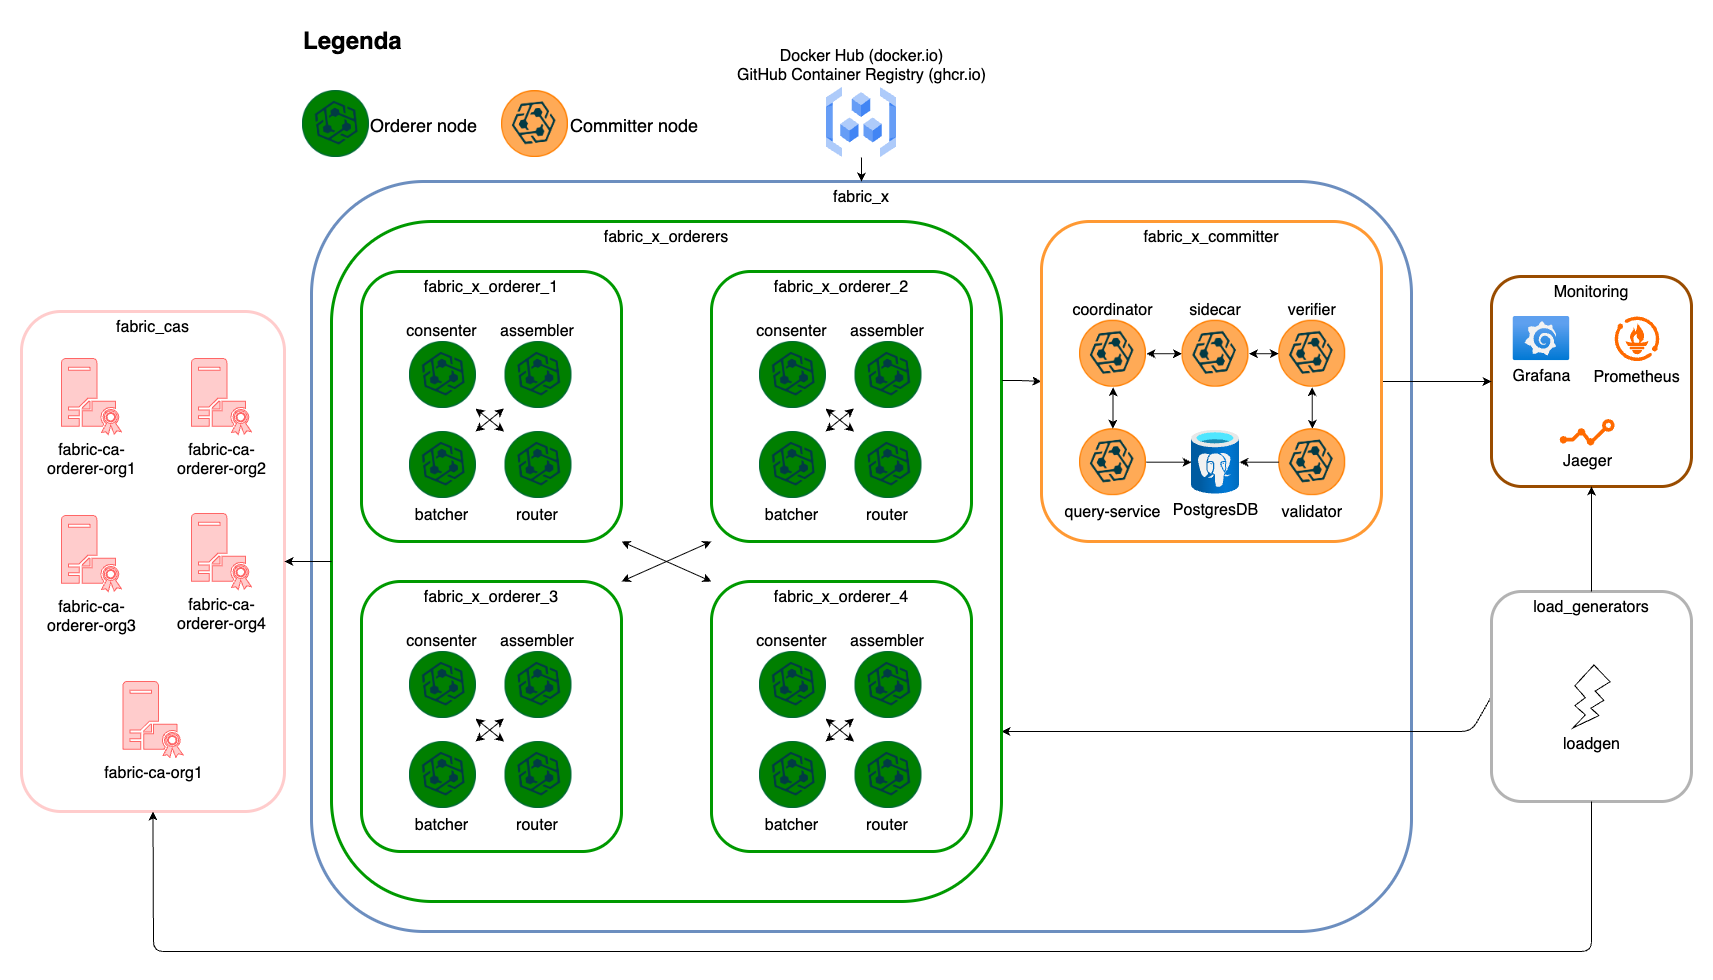 Legenda
Orderer node
Committer node
Docker Hub (docker.io)
GitHub Container Registry (ghcr.io)
fabric_x
fabric_x_orderers
fabric_x_orderer_1
consenter
assembler
batcher
router
fabric_x_orderer_2
consenter
assembler
batcher
router
fabric_x_orderer_3
consenter
assembler
batcher
router
fabric_x_orderer_4
consenter
assembler
batcher
router
fabric_x_committer
coordinator
sidecar
verifier
query-service
PostgresDB
validator
fabric_cas
fabric-ca-
orderer-org1
fabric-ca-
orderer-org2
fabric-ca-
orderer-org3
fabric-ca-
orderer-org4
fabric-ca-org1
Monitoring
Grafana
Prometheus
Jaeger
load_generators
loadgen